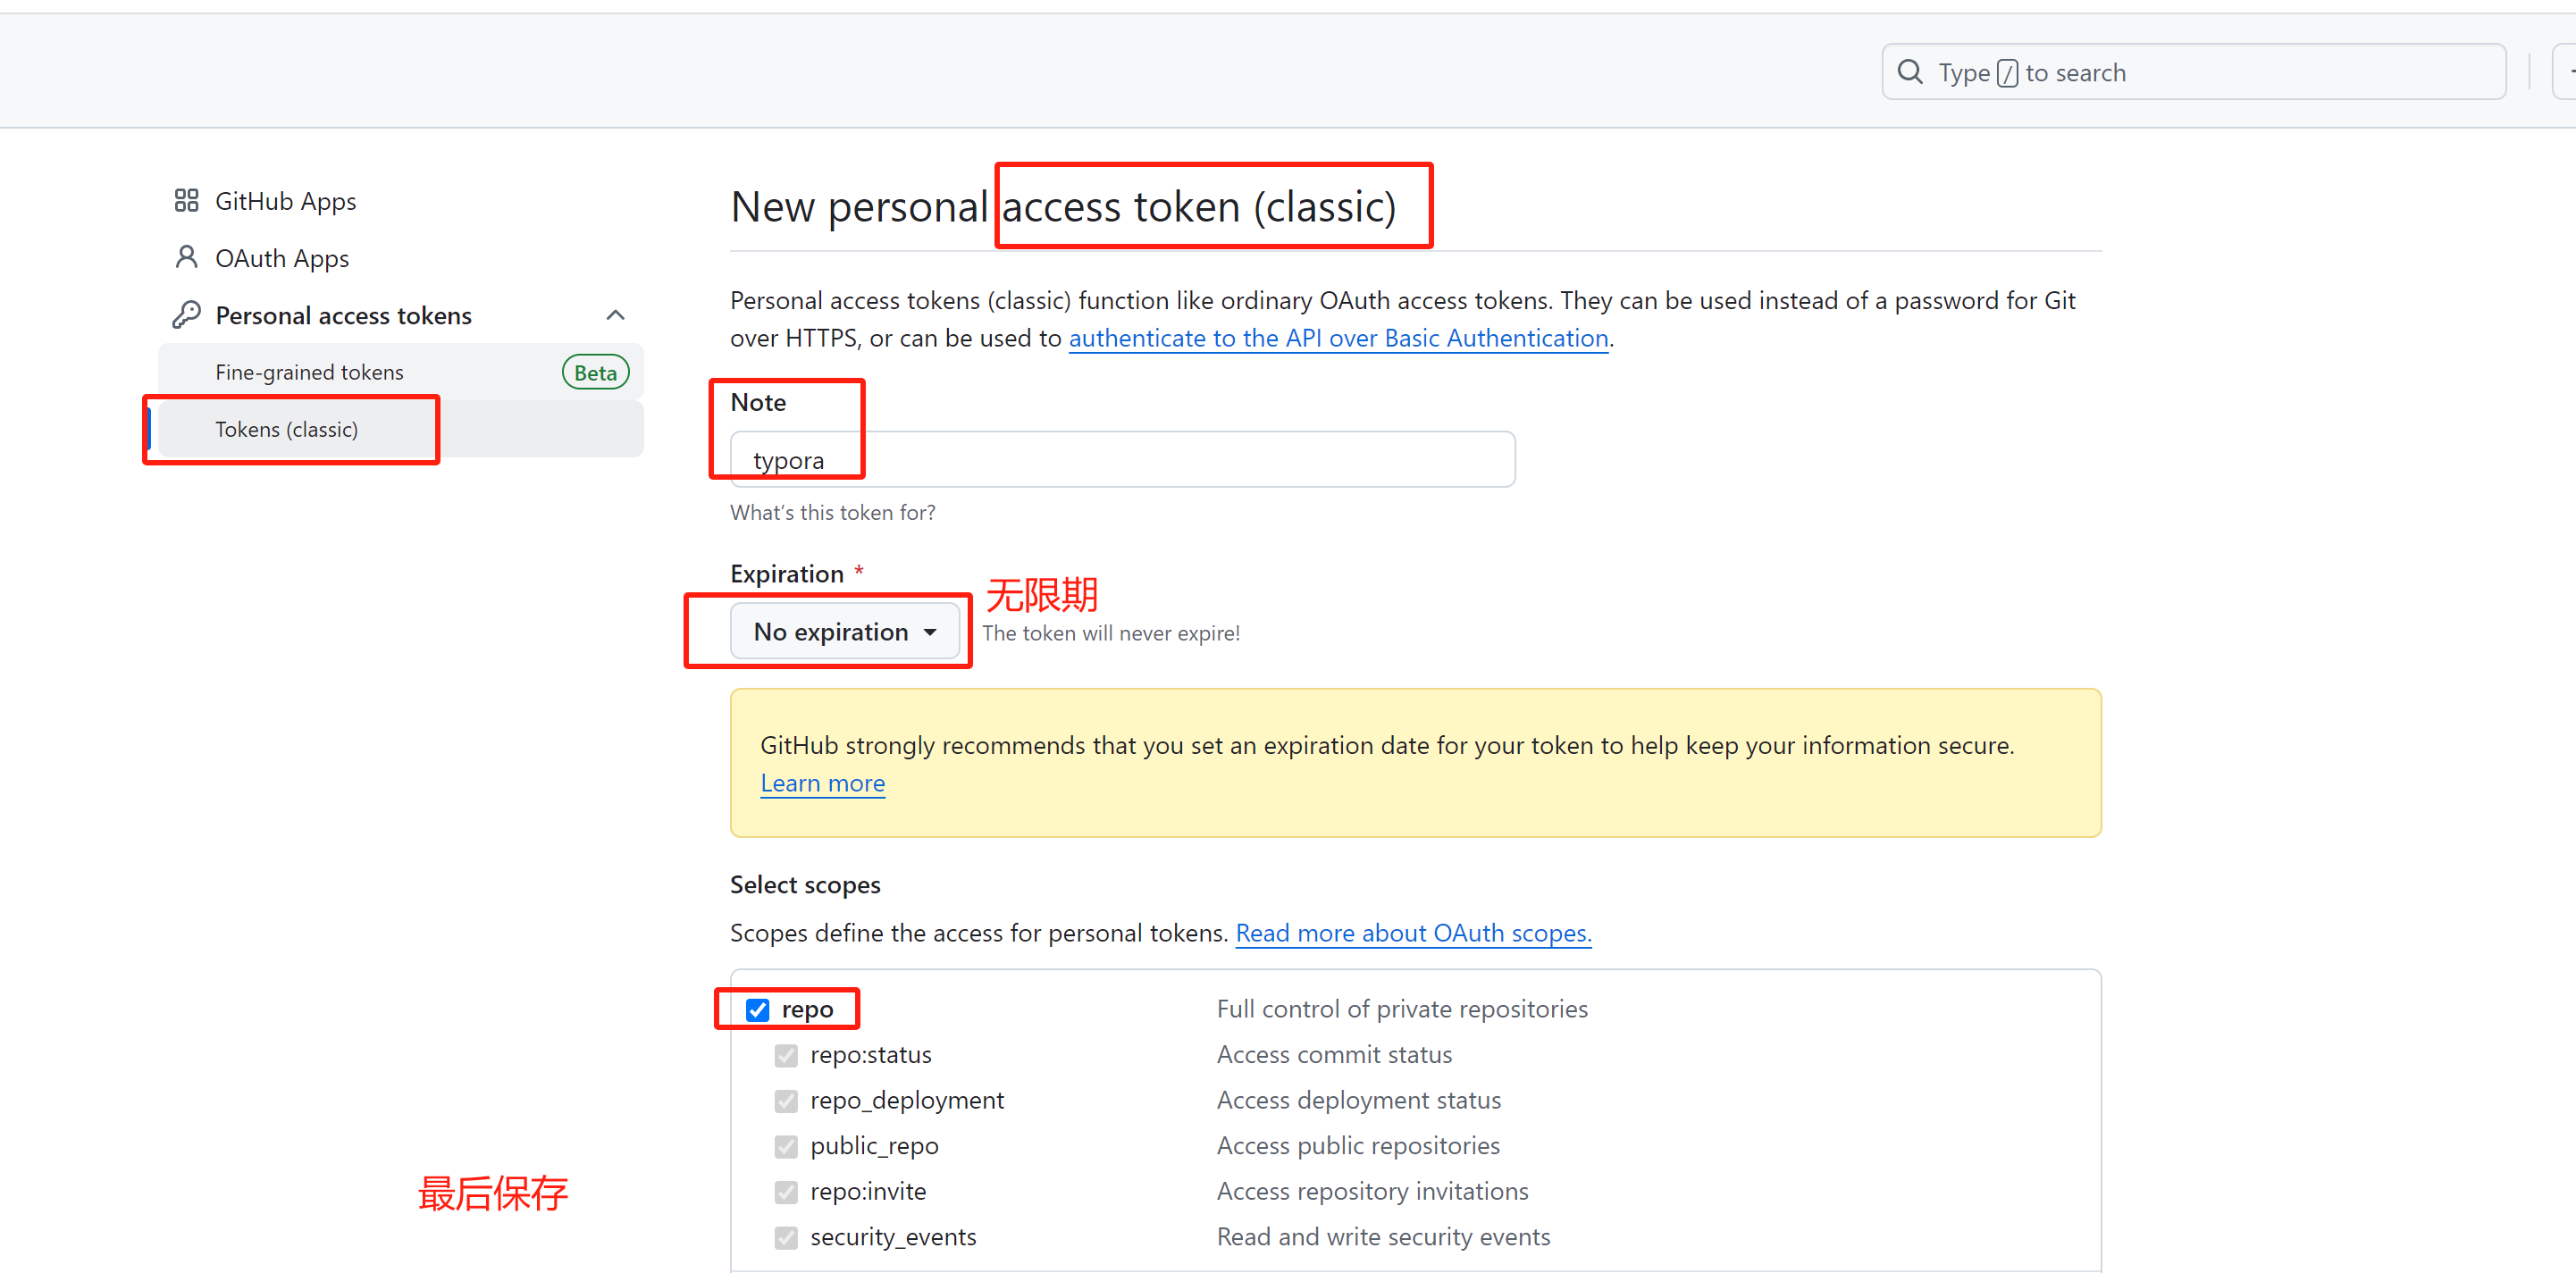 Type / to search
GitHub Apps
OAuth Apps
Personal access tokens
Fine-grained tokens Beta
Tokens (classic)
New personal access token (classic)
Personal access tokens (classic) function like ordinary OAuth access tokens. They can be used instead of a password for Git
over HTTPS, or can be used to authenticate to the API over Basic Authentication.
Note
typora
What's this token for?
Expiration *
无限期
No expiration
The token will never expire!
GitHub strongly recommends that you set an expiration date for your token to help keep your information secure.
Learn more
Select scopes
Scopes define the access for personal tokens. Read more about OAuth scopes.
repo Full control of private repositories
repo:status Access commit status
repo_deployment Access deployment status
public_repo Access public repositories
repo:invite Access repository invitations
security_events Read and write security events
最后保存